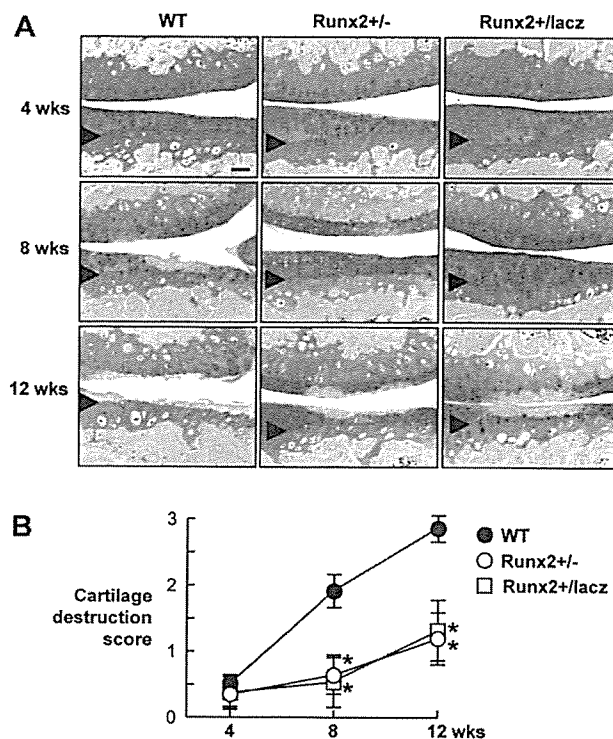 A
WT Runx2+/- Runx2+/lacz
4 wks
8 wks
12 wks
B
Cartilage
destruction
score
3
2
1
0
4 8 12 wks
WT
Runx2+/-
Runx2+/lacz
*
*
*
*